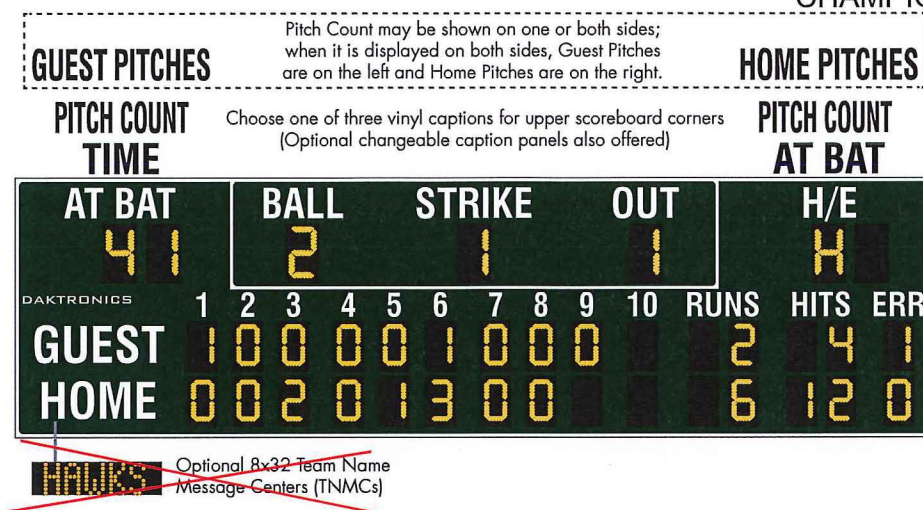 CHAMPIO
Pitch Count may be shown on one or both sides;
when it is displayed on both sides, Guest Pitches
are on the left and Home Pitches are on the right.
GUEST PITCHES
HOME PITCHES
PITCH COUNT
TIME
Choose one of three vinyl captions for upper scoreboard corners
(Optional changeable caption panels also offered)
PITCH COUNT
AT BAT
AT BAT BALL STRIKE OUT H/E
41 2 1 1 H
DAKTRONICS 1 2 3 4 5 6 7 8 9 10 RUNS HITS ERR
GUEST 1 0 0 0 0 1 0 0 0 2 4 1
HOME 0 0 2 0 1 3 0 0 6 12 0
HAWKS
Optional 8x32 Team Name
Message Centers (TNMCs)